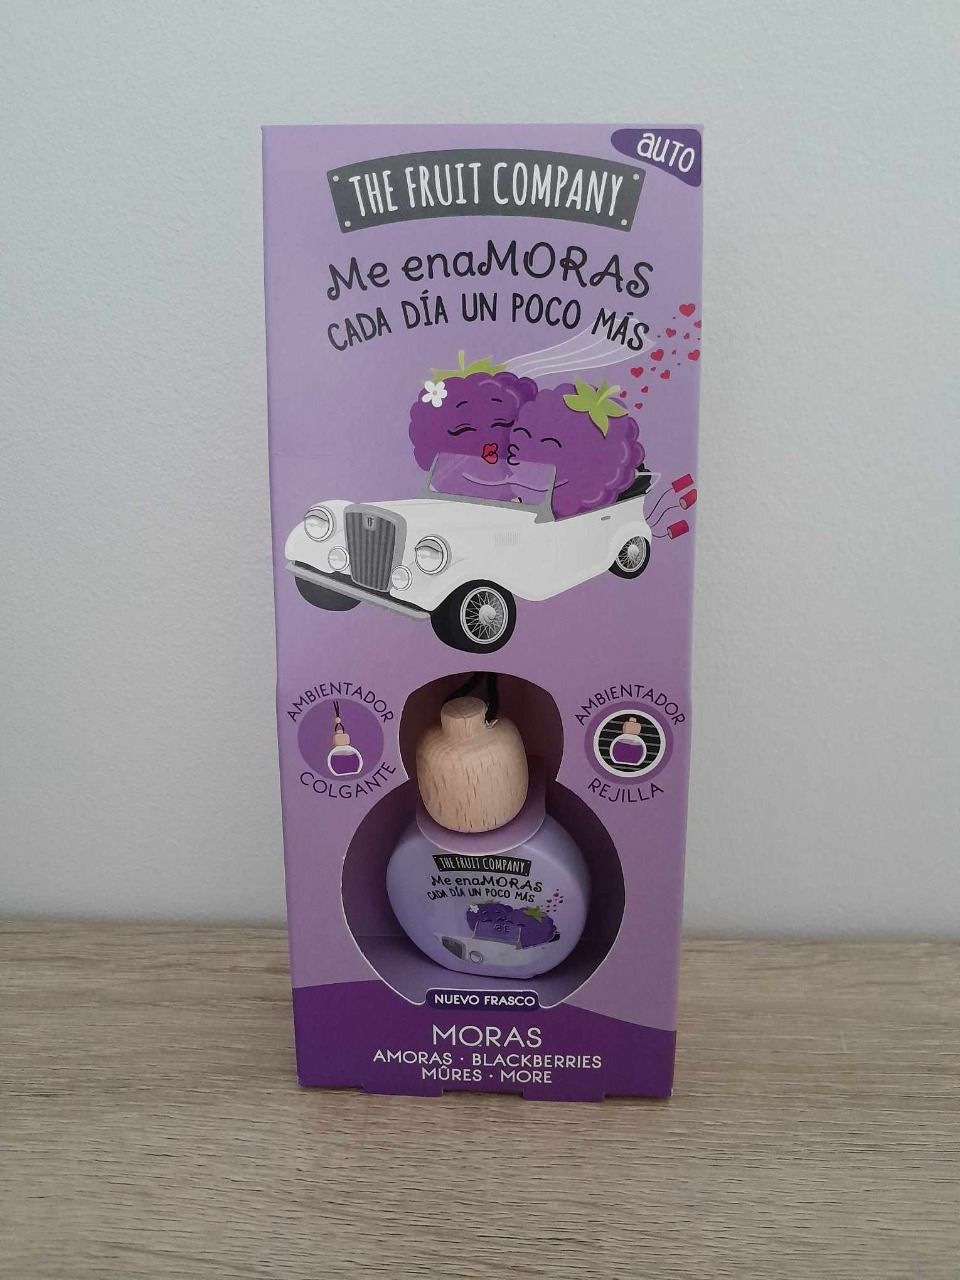 auTO
THE FRUIT COMPANY
Me enaMORAS
CADA DÍA UN POCO MÁS
AMBIENTADOR
COLGANTE
AMBIENTADOR
REJILLA
THE FRUIT COMPANY
Me enaMORAS
CADA DÍA UN POCO MÁS
NUEVO FRASCO
MORAS
AMORAS · BLACKBERRIES
MÛRES · MORE